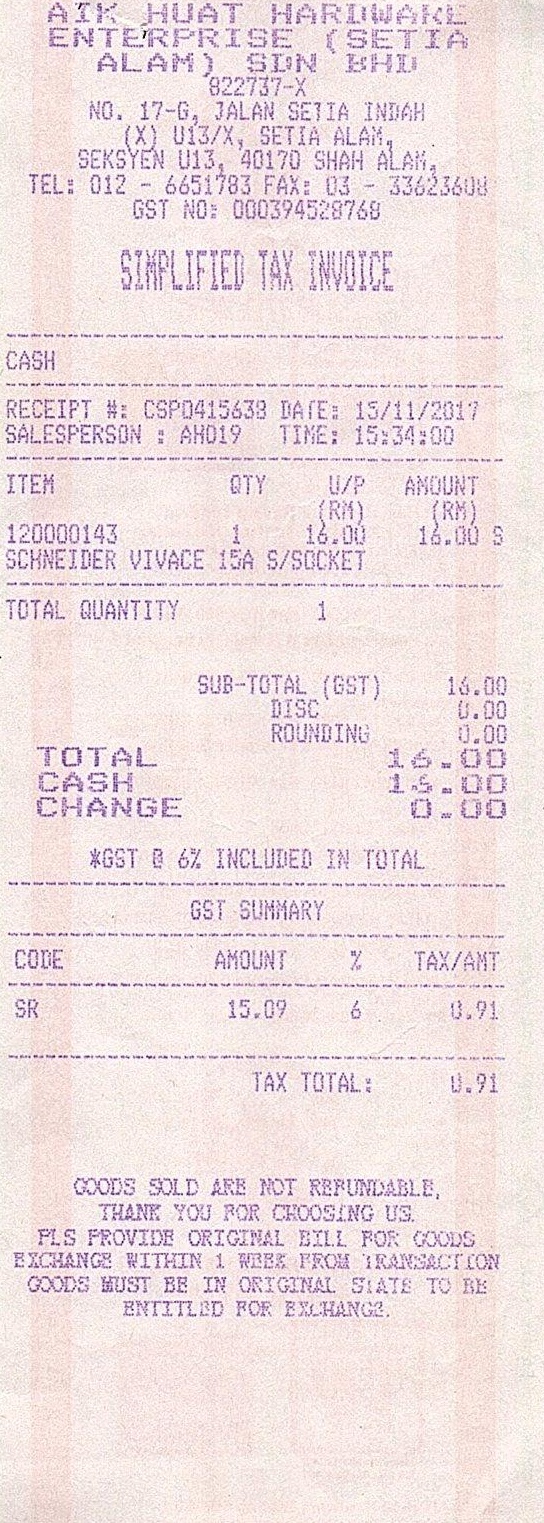 AIK HUAT HARDWARE
ENTERPRISE (SETIA
ALAM) SDN BHD
822737-X
NO. 17-G, JALAN SETIA INDAH
(X) U13/X, SETIA ALAM,
SEKSYEN U13, 40170 SHAH ALAM,
TEL: 012 - 6651783 FAX: 03 - 33623608
GST NO: 000394528768
SIMPLIFIED TAX INVOICE
CASH
RECEIPT #: CSP0415638 DATE: 15/11/2017
SALESPERSON : AH019 TIME: 15:34:00
ITEM QTY U/P AMOUNT
(RM) (RM)
120000143 1 16.00 16.00 S
SCHNEIDER VIVACE 15A S/SOCKET
TOTAL QUANTITY 1
SUB-TOTAL (GST) 16.00
DISC 0.00
ROUNDING 0.00
TOTAL 16.00
CASH 16.00
CHANGE 0.00
*GST @ 6% INCLUDED IN TOTAL
GST SUMMARY
CODE AMOUNT % TAX/AMT
SR 15.09 6 0.91
TAX TOTAL: 0.91
GOODS SOLD ARE NOT REFUNDABLE,
THANK YOU FOR CHOOSING US.
PLS PROVIDE ORIGINAL BILL FOR GOODS
EXCHANGE WITHIN 1 WEEK FROM TRANSACTION
GOODS MUST BE IN ORIGINAL STATE TO BE
ENTITLED FOR EXCHANGE.